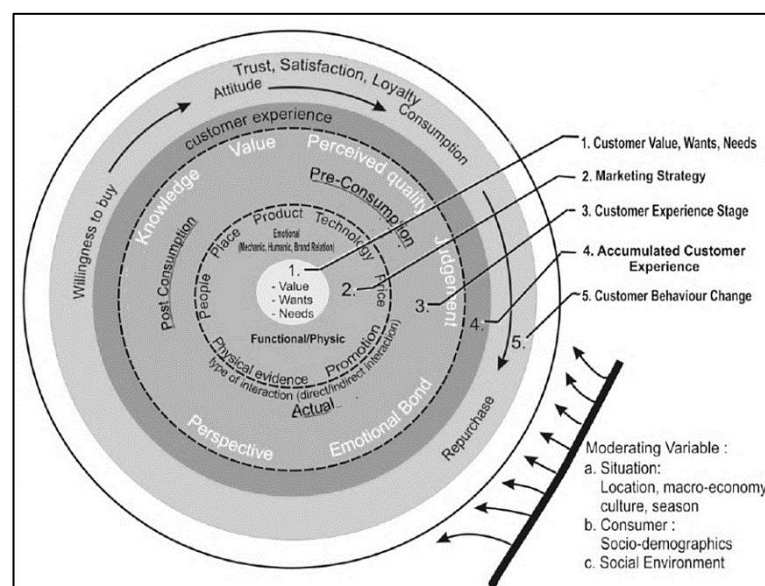 Trust, Satisfaction, Loyalty
Attitude
Consumption
Willingness to buy
Repurchase
customer experience
Knowledge
Value
Perceived quality
Judgement
Emotional Bond
Perspective
Pre-Consumption
Post Consumption
Actual
People
Place
Product
Technology
Price
Promotion
Physical evidence
type of interaction (direct/indirect interaction)
Emotional
(Mechanic, Humanic, Brand Relation)
1.
- Value
- Wants
- Needs
Functional/Physic
2.
3.
4.
5.
1. Customer Value, Wants, Needs
2. Marketing Strategy
3. Customer Experience Stage
4. Accumulated Customer
Experience
5. Customer Behaviour Change
Moderating Variable :
a. Situation:
Location, macro-economy
culture, season
b. Consumer :
Socio-demographics
c. Social Environment